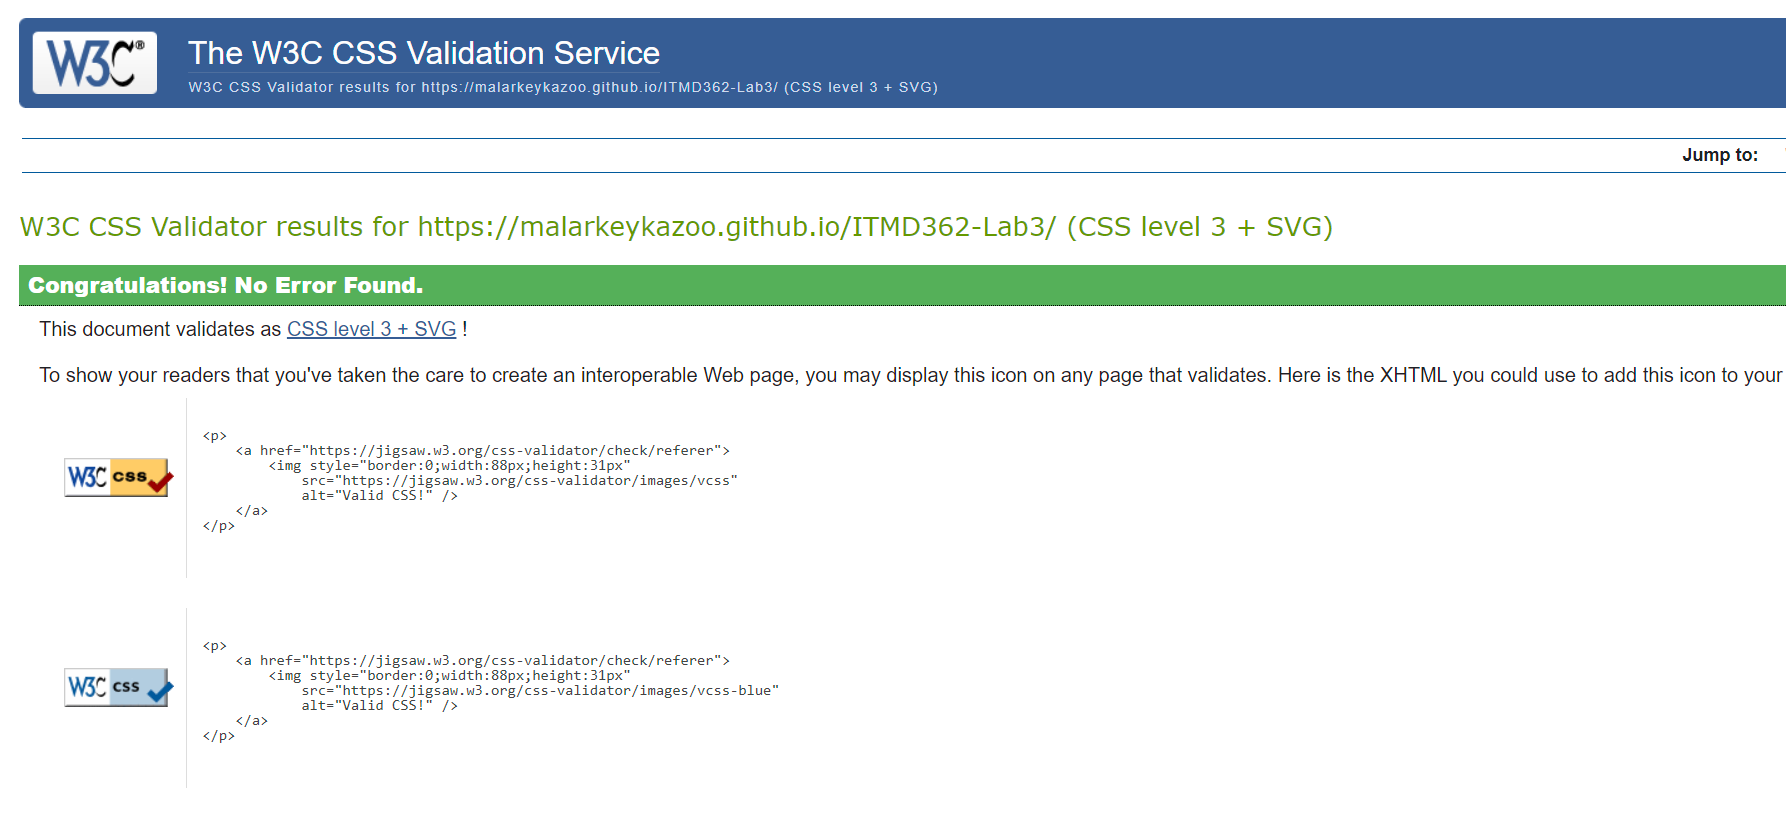 W3C®
The W3C CSS Validation Service
W3C CSS Validator results for https://malarkeykazoo.github.io/ITMD362-Lab3/ (CSS level 3 + SVG)
Jump to:
W3C CSS Validator results for https://malarkeykazoo.github.io/ITMD362-Lab3/ (CSS level 3 + SVG)
Congratulations! No Error Found.
This document validates as CSS level 3 + SVG !
To show your readers that you've taken the care to create an interoperable Web page, you may display this icon on any page that validates. Here is the XHTML you could use to add this icon to your
W3C css
<p>
    <a href="https://jigsaw.w3.org/css-validator/check/referer">
        <img style="border:0;width:88px;height:31px"
            src="https://jigsaw.w3.org/css-validator/images/vcss"
            alt="Valid CSS!" />
    </a>
</p>
W3C css
<p>
    <a href="https://jigsaw.w3.org/css-validator/check/referer">
        <img style="border:0;width:88px;height:31px"
            src="https://jigsaw.w3.org/css-validator/images/vcss-blue"
            alt="Valid CSS!" />
    </a>
</p>